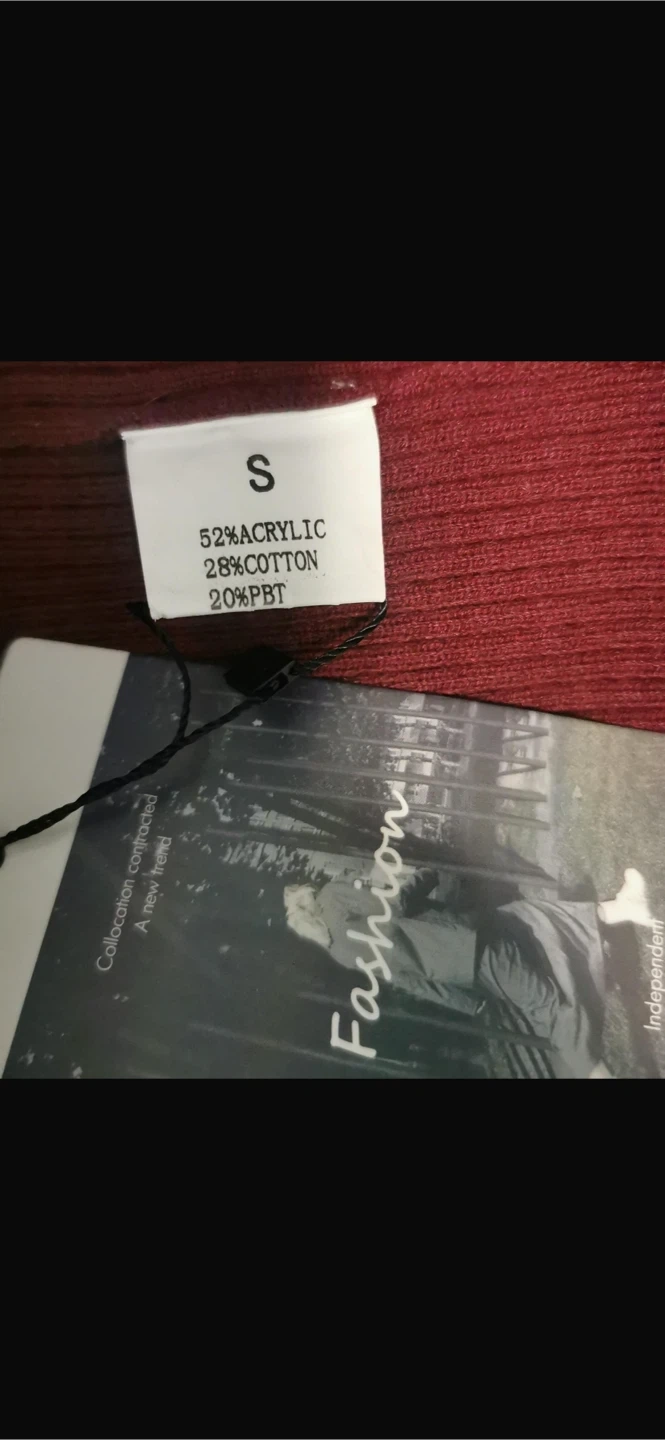 S
52%ACRYLIC
28%COTTON
20%PBT
Collocation contracted
A new trend
Fashion
Independent